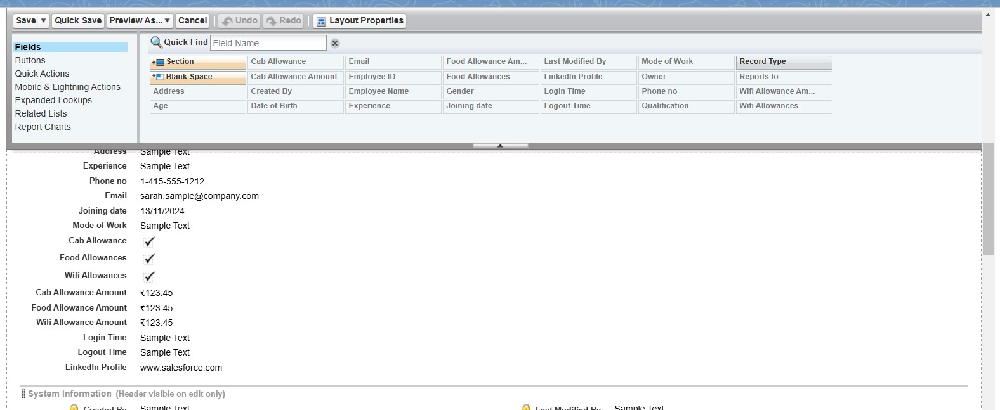 Save Quick Save Preview As... Cancel Undo Redo Layout Properties
Fields
Buttons
Quick Actions
Mobile & Lightning Actions
Expanded Lookups
Related Lists
Report Charts
Quick Find Field Name
Section Cab Allowance Email Food Allowance Am... Last Modified By Mode of Work Record Type
Blank Space Cab Allowance Amount Employee ID Food Allowances LinkedIn Profile Owner Reports to
Address Created By Employee Name Gender Login Time Phone no Wifi Allowance Am...
Age Date of Birth Experience Joining date Logout Time Qualification Wifi Allowances
Address Sample Text
Experience Sample Text
Phone no 1-415-555-1212
Email sarah.sample@company.com
Joining date 13/11/2024
Mode of Work Sample Text
Cab Allowance
Food Allowances
Wifi Allowances
Cab Allowance Amount ₹123.45
Food Allowance Amount ₹123.45
Wifi Allowance Amount ₹123.45
Login Time Sample Text
Logout Time Sample Text
LinkedIn Profile www.salesforce.com
System Information (Header visible on edit only)
Created By Sample Text Last Modified By Sample Text